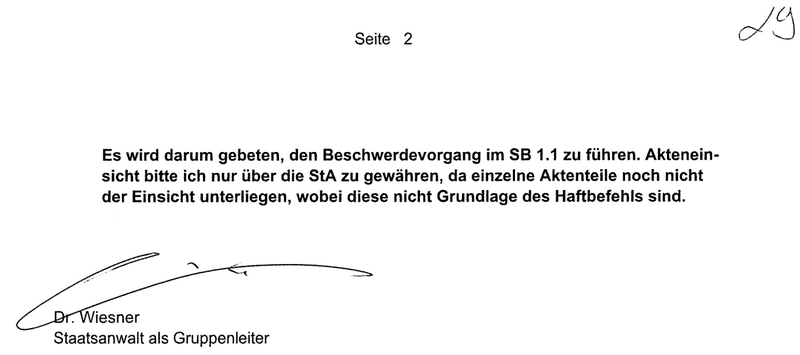 29
Seite 2
Es wird darum gebeten, den Beschwerdevorgang im SB 1.1 zu führen. Aktenein-
sicht bitte ich nur über die StA zu gewähren, da einzelne Aktenteile noch nicht
der Einsicht unterliegen, wobei diese nicht Grundlage des Haftbefehls sind.
Dr. Wiesner
Staatsanwalt als Gruppenleiter